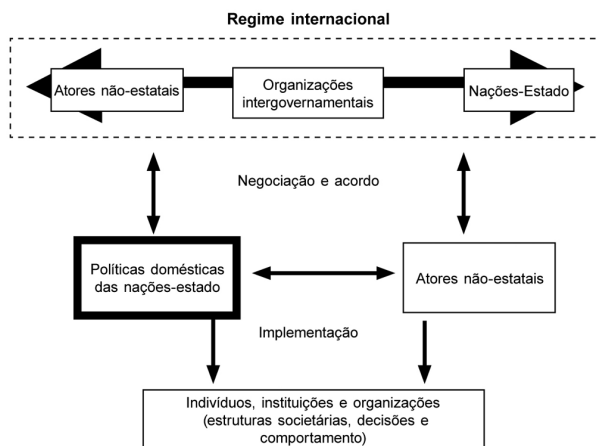 Regime internacional
Atores não-estatais
Organizações
intergovernamentais
Nações-Estado
Negociação e acordo
Políticas domésticas
das nações-estado
Atores não-estatais
Implementação
Indivíduos, instituições e organizações
(estruturas societárias, decisões e
comportamento)